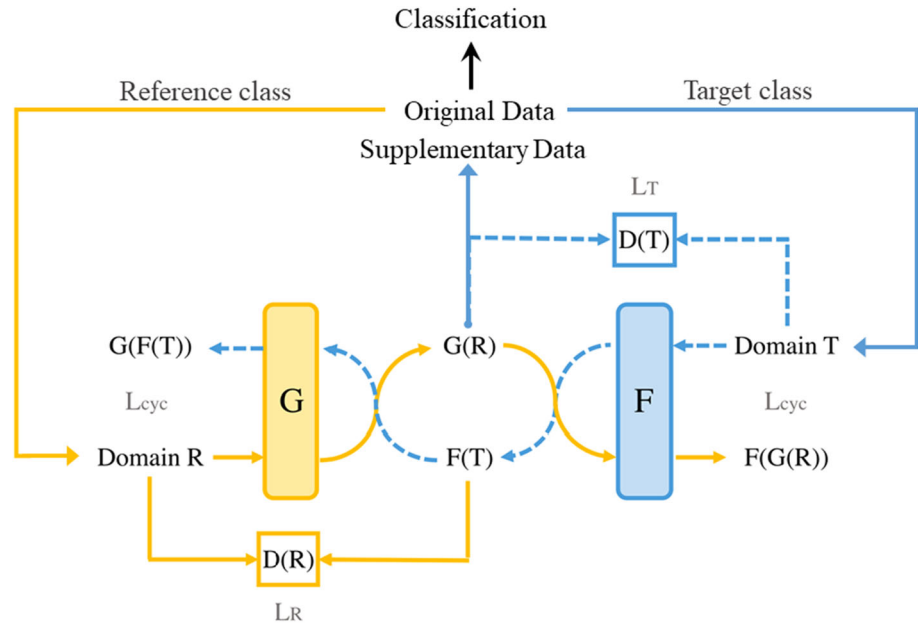 Classification
Reference class
Original Data
Target class
Supplementary Data
LT
D(T)
G(F(T))
G(R)
Domain T
Lcyc
G
F
Lcyc
Domain R
F(T)
F(G(R))
D(R)
LR